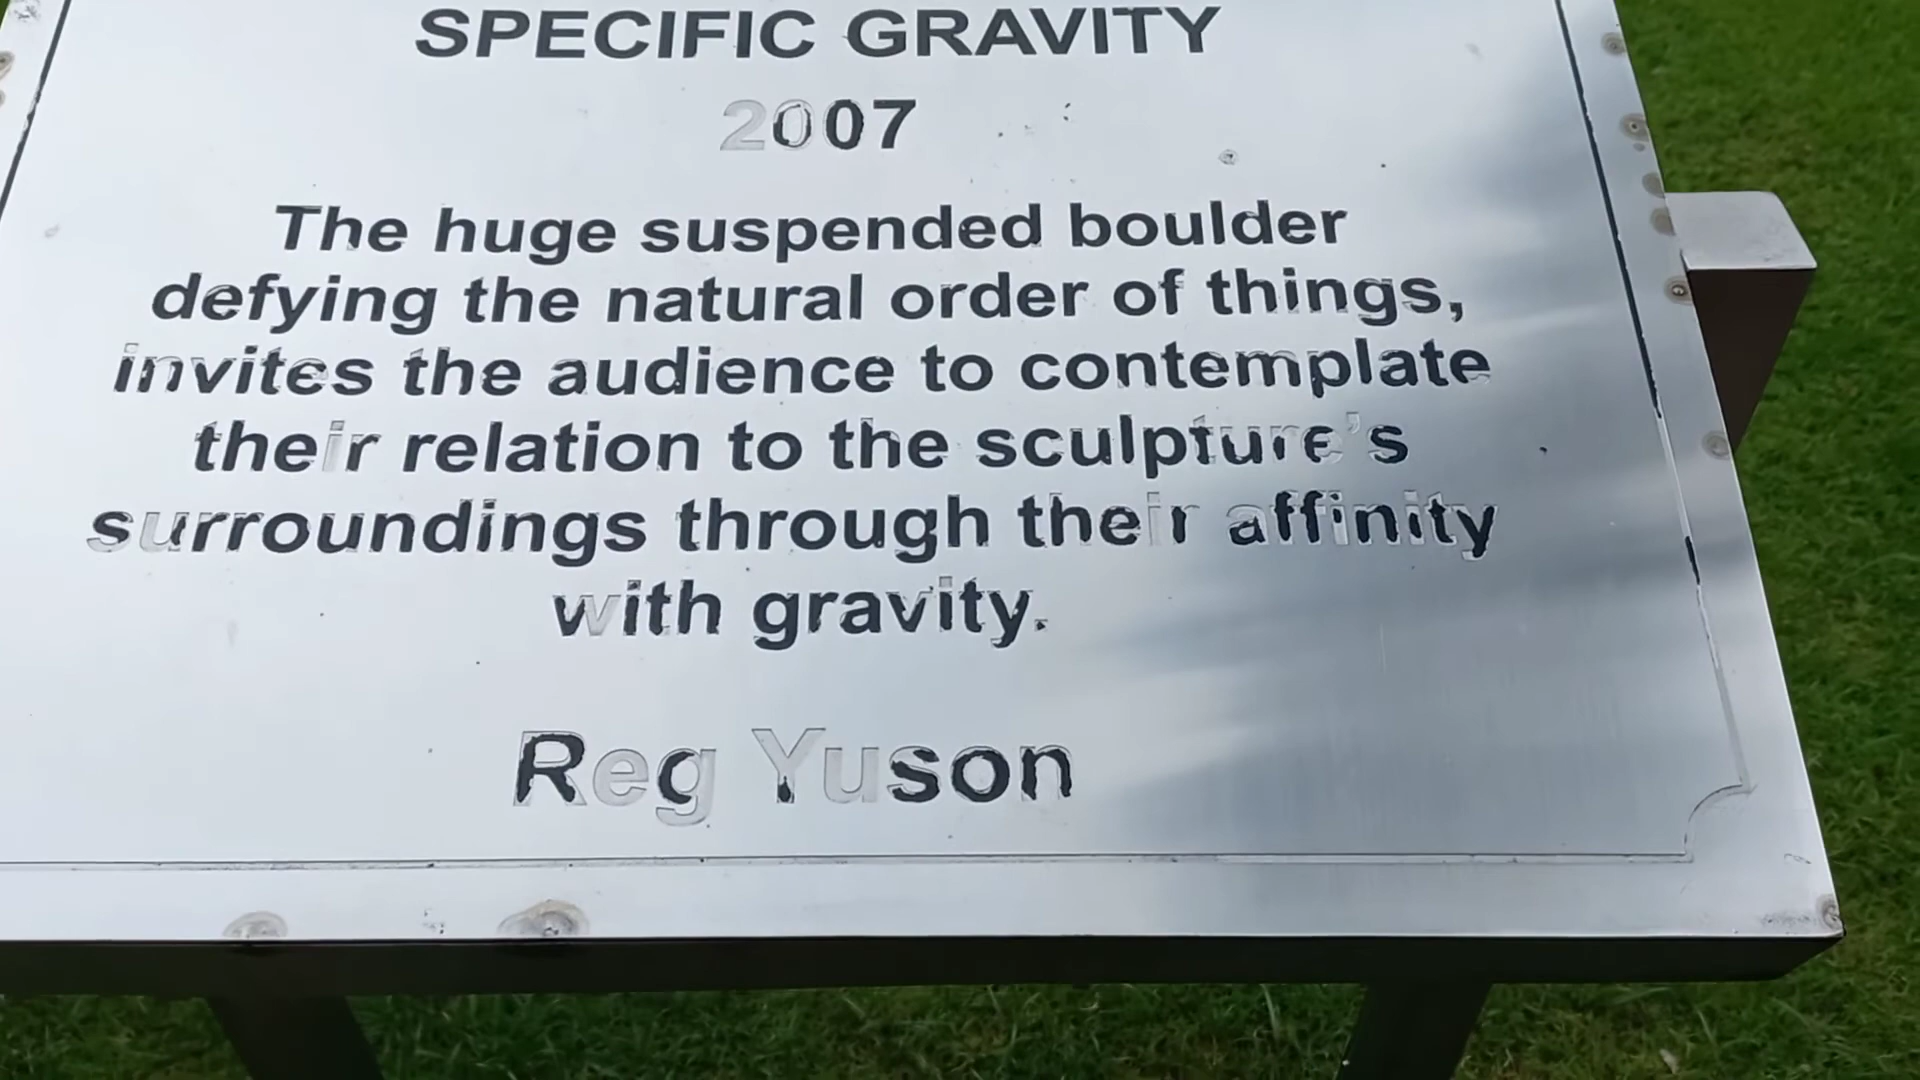 SPECIFIC GRAVITY
2007
The huge suspended boulder
defying the natural order of things,
invites the audience to contemplate
their relation to the sculpture's
surroundings through their affinity
with gravity.
Reg Yuson